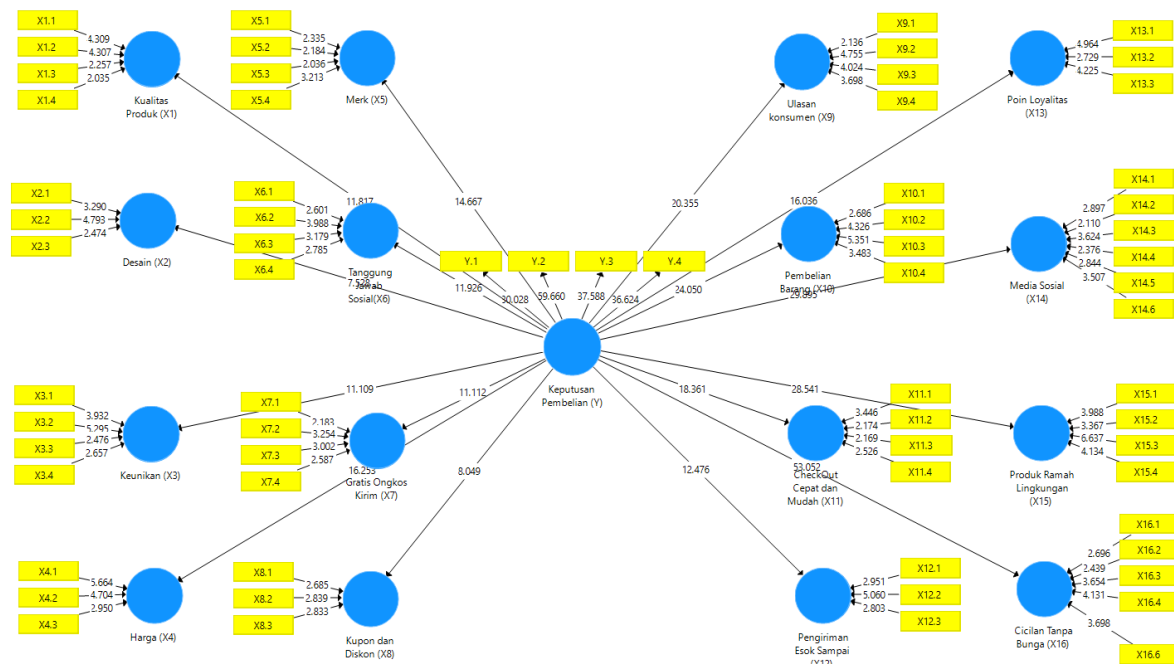 X1.1
X1.2
X1.3
X1.4
4.309
4.307
2.257
2.035
Kualitas
Produk (X1)
X5.1
X5.2
X5.3
X5.4
2.335
2.184
2.036
3.213
Merk (X5)
X9.1
X9.2
X9.3
X9.4
2.136
4.755
4.024
3.698
Ulasan
konsumen (X9)
X13.1
X13.2
X13.3
4.964
2.729
4.225
Poin Loyalitas
(X13)
11.817
14.667
20.355
16.036
X2.1
X2.2
X2.3
3.290
4.793
2.474
Desain (X2)
X6.1
X6.2
X6.3
X6.4
2.601
3.988
3.179
2.785
Tanggung
Jawab
Sosial(X6)
7.528
11.926
Y.1
Y.2
Y.3
Y.4
30.028
59.660
37.588
36.624
X10.1
X10.2
X10.3
X10.4
2.686
4.326
5.351
3.483
Pembelian
Barang (X10)
24.050
29.895
X14.1
X14.2
X14.3
X14.4
X14.5
X14.6
2.897
2.110
3.624
2.376
2.844
3.507
Media Sosial
(X14)
Keputusan
Pembelian (Y)
11.109
11.112
18.361
28.541
X3.1
X3.2
X3.3
X3.4
3.932
5.295
2.476
2.657
Keunikan (X3)
X7.1
X7.2
X7.3
X7.4
2.183
3.254
3.002
2.587
Gratis Ongkos
Kirim (X7)
16.253
8.049
12.476
53.052
X11.1
X11.2
X11.3
X11.4
3.446
2.174
2.169
2.526
CheckOut
Cepat dan
Mudah (X11)
X15.1
X15.2
X15.3
X15.4
3.988
3.367
6.637
4.134
Produk Ramah
Lingkungan
(X15)
X4.1
X4.2
X4.3
5.664
4.704
2.950
Harga (X4)
X8.1
X8.2
X8.3
2.685
2.839
2.833
Kupon dan
Diskon (X8)
X12.1
X12.2
X12.3
2.951
5.060
2.803
Pengiriman
Esok Sampai
(X12)
X16.1
X16.2
X16.3
X16.4
X16.6
2.696
2.439
3.654
4.131
3.698
Cicilan Tanpa
Bunga (X16)